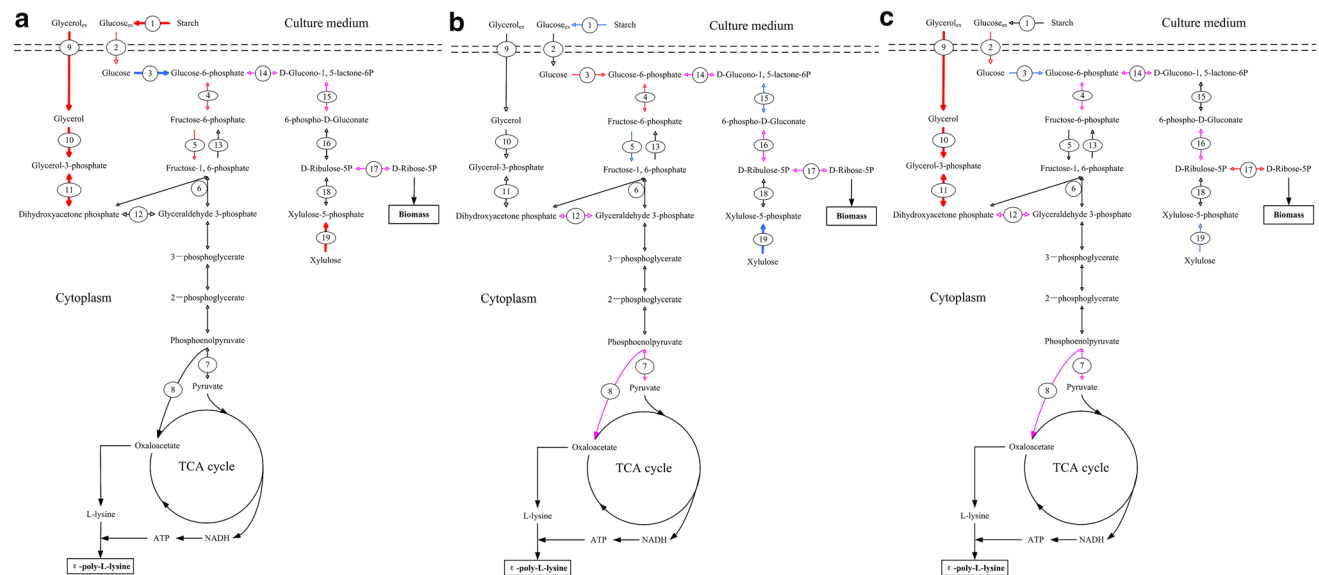 a
Glycerolex
Glucoseex
1
Starch
Culture medium
9
2
Glucose
3
Glucose-6-phosphate
14
D-Glucono-1, 5-lactone-6P
4
15
Glycerol
Fructose-6-phosphate
6-phospho-D-Gluconate
10
5
13
16
Glycerol-3-phosphate
Fructose-1, 6-phosphate
D-Ribulose-5P
17
D-Ribose-5P
11
6
18
Dihydroxyacetone phosphate
12
Glyceraldehyde 3-phosphate
Xylulose-5-phosphate
Biomass
19
3—phosphoglycerate
Xylulose
Cytoplasm
2—phosphoglycerate
Phosphoenolpyruvate
7
8
Pyruvate
Oxaloacetate
TCA cycle
L-lysine
ATP
NADH
ε-poly-L-lysine
b
Glycerolex
Glucoseex
1
Starch
Culture medium
9
2
Glucose
3
Glucose-6-phosphate
14
D-Glucono-1, 5-lactone-6P
4
15
Glycerol
Fructose-6-phosphate
6-phospho-D-Gluconate
10
5
13
16
Glycerol-3-phosphate
Fructose-1, 6-phosphate
D-Ribulose-5P
17
D-Ribose-5P
11
6
18
Dihydroxyacetone phosphate
12
Glyceraldehyde 3-phosphate
Xylulose-5-phosphate
Biomass
19
3—phosphoglycerate
Xylulose
Cytoplasm
2—phosphoglycerate
Phosphoenolpyruvate
7
8
Pyruvate
Oxaloacetate
TCA cycle
L-lysine
ATP
NADH
ε-poly-L-lysine
c
Glycerolex
Glucoseex
1
Starch
Culture medium
9
2
Glucose
3
Glucose-6-phosphate
14
D-Glucono-1, 5-lactone-6P
4
15
Glycerol
Fructose-6-phosphate
6-phospho-D-Gluconate
10
5
13
16
Glycerol-3-phosphate
Fructose-1, 6-phosphate
D-Ribulose-5P
17
D-Ribose-5P
11
6
18
Dihydroxyacetone phosphate
12
Glyceraldehyde 3-phosphate
Xylulose-5-phosphate
Biomass
19
3—phosphoglycerate
Xylulose
Cytoplasm
2—phosphoglycerate
Phosphoenolpyruvate
7
8
Pyruvate
Oxaloacetate
TCA cycle
L-lysine
ATP
NADH
ε-poly-L-lysine